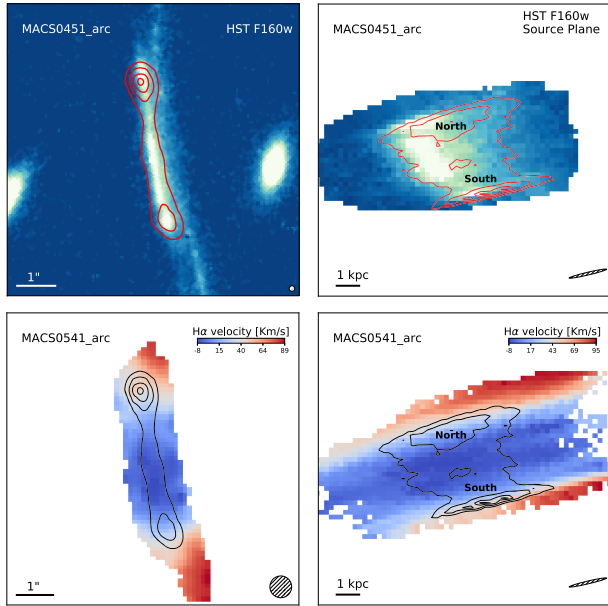 MACS0451_arc
HST F160w
1"
MACS0451_arc
HST F160w
Source Plane
North
South
1 kpc
MACS0541_arc
Hα velocity [Km/s]
-8 15 40 64 89
1"
MACS0541_arc
Hα velocity [Km/s]
-8 17 43 69 95
North
South
1 kpc